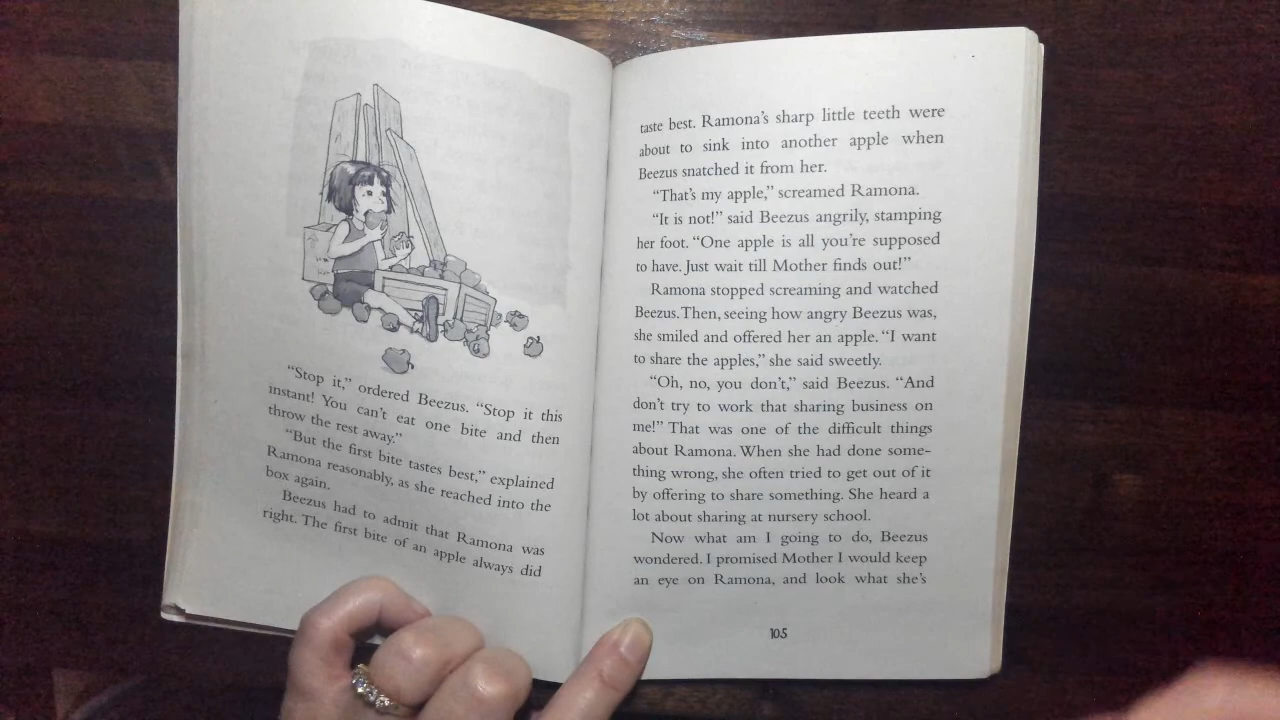 “Stop it,” ordered Beezus. “Stop it this
instant! You can’t eat one bite and then
throw the rest away.”
“But the first bite tastes best,” explained
Ramona reasonably, as she reached into the
box again.
Beezus had to admit that Ramona was
right. The first bite of an apple always did
taste best. Ramona’s sharp little teeth were
about to sink into another apple when
Beezus snatched it from her.
“That’s my apple,” screamed Ramona.
“It is not!” said Beezus angrily, stamping
her foot. “One apple is all you’re supposed
to have. Just wait till Mother finds out!”
Ramona stopped screaming and watched
Beezus. Then, seeing how angry Beezus was,
she smiled and offered her an apple. “I want
to share the apples,” she said sweetly.
“Oh, no, you don’t,” said Beezus. “And
don’t try to work that sharing business on
me!” That was one of the difficult things
about Ramona. When she had done some-
thing wrong, she often tried to get out of it
by offering to share something. She heard a
lot about sharing at nursery school.
Now what am I going to do, Beezus
wondered. I promised Mother I would keep
an eye on Ramona, and look what she’s
105